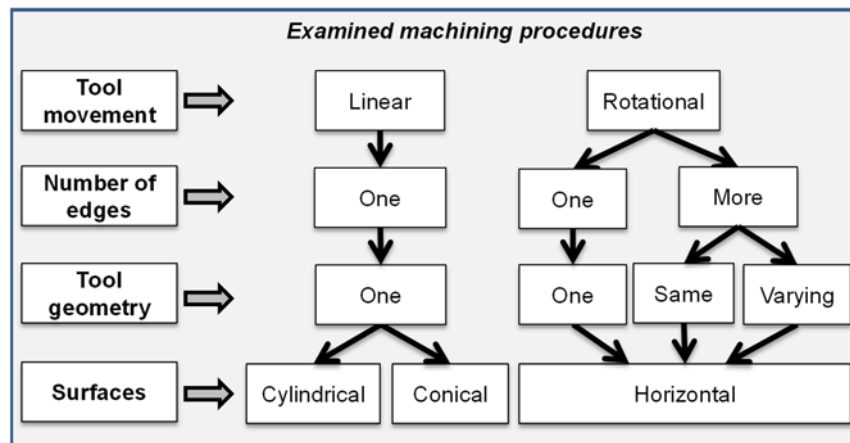 Examined machining procedures
Tool
movement
Linear
Rotational
Number of
edges
One
One
More
Tool
geometry
One
One
Same
Varying
Surfaces
Cylindrical
Conical
Horizontal